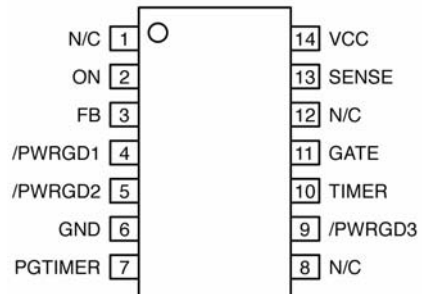 N/C 1 14 VCC
ON 2 13 SENSE
FB 3 12 N/C
/PWRGD1 4 11 GATE
/PWRGD2 5 10 TIMER
GND 6 9 /PWRGD3
PGTIMER 7 8 N/C